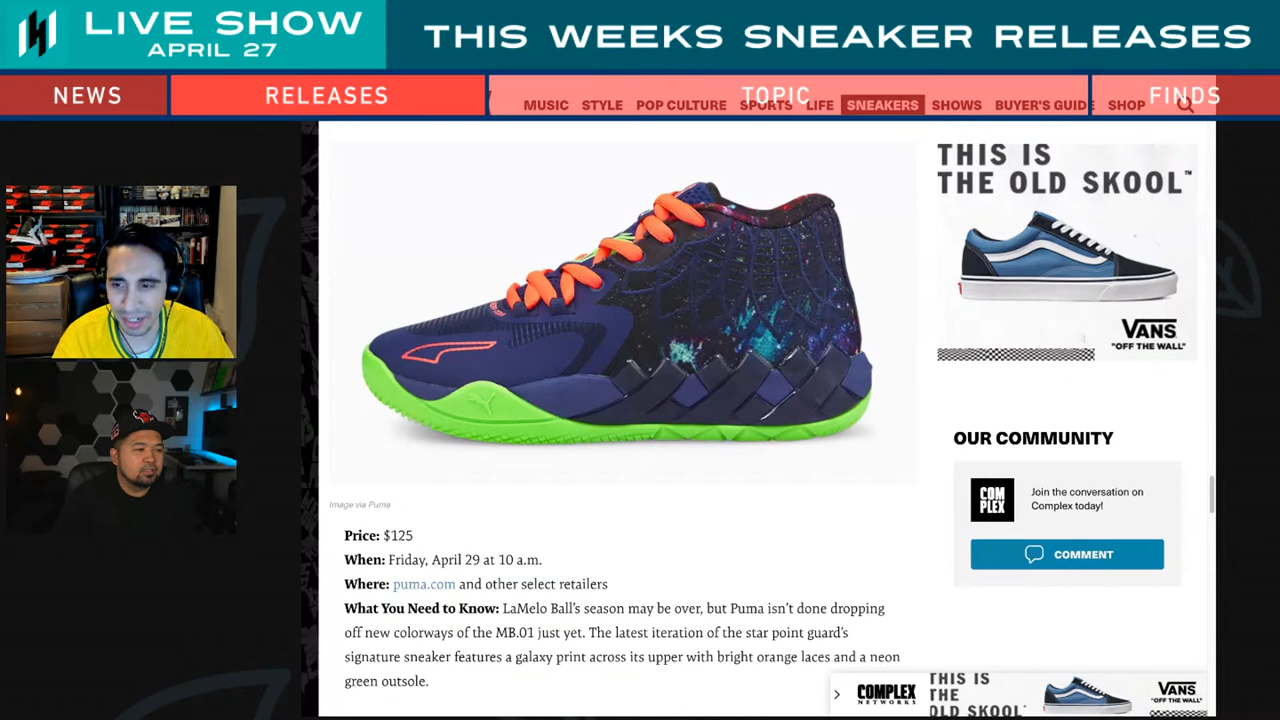 LIVE SHOW
APRIL 27
THIS WEEKS SNEAKER RELEASES
NEWS
RELEASES
TOPIC
FINDS
MUSIC STYLE POP CULTURE SPORTS LIFE SNEAKERS SHOWS BUYER'S GUIDE SHOP
THIS IS
THE OLD SKOOL™
VANS
"OFF THE WALL"
Image via Puma
OUR COMMUNITY
COM
PLEX
Join the conversation on
Complex today!
COMMENT
Price: $125
When: Friday, April 29 at 10 a.m.
Where: puma.com and other select retailers
What You Need to Know: LaMelo Ball's season may be over, but Puma isn't done dropping
off new colorways of the MB.01 just yet. The latest iteration of the star point guard's
signature sneaker features a galaxy print across its upper with bright orange laces and a neon
green outsole.
COMPLEX
NETWORKS
THIS IS
THE
OLD SKOOL™
VANS
"OFF THE WALL"